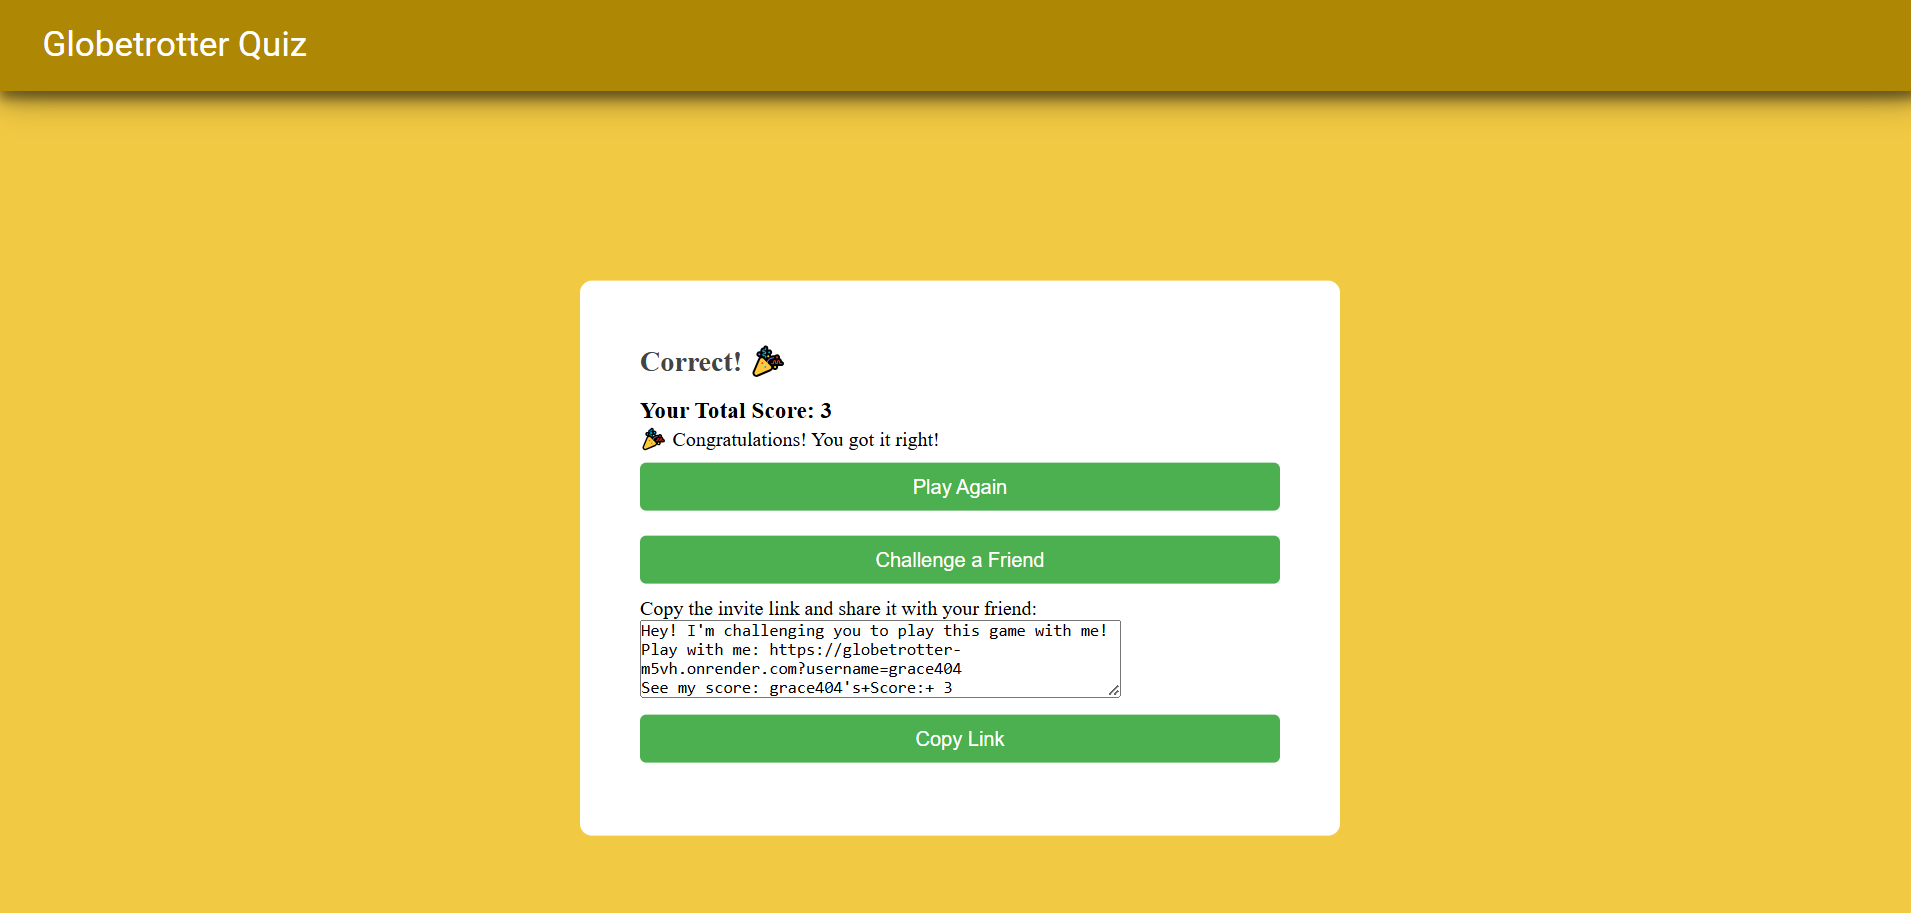 Globetrotter Quiz
Correct! 🎉
Your Total Score: 3
🎉 Congratulations! You got it right!
Play Again
Challenge a Friend
Copy the invite link and share it with your friend:
Hey! I'm challenging you to play this game with me!
Play with me: https://globetrotter-
m5vh.onrender.com?username=grace404
See my score: grace404's+Score:+ 3
Copy Link